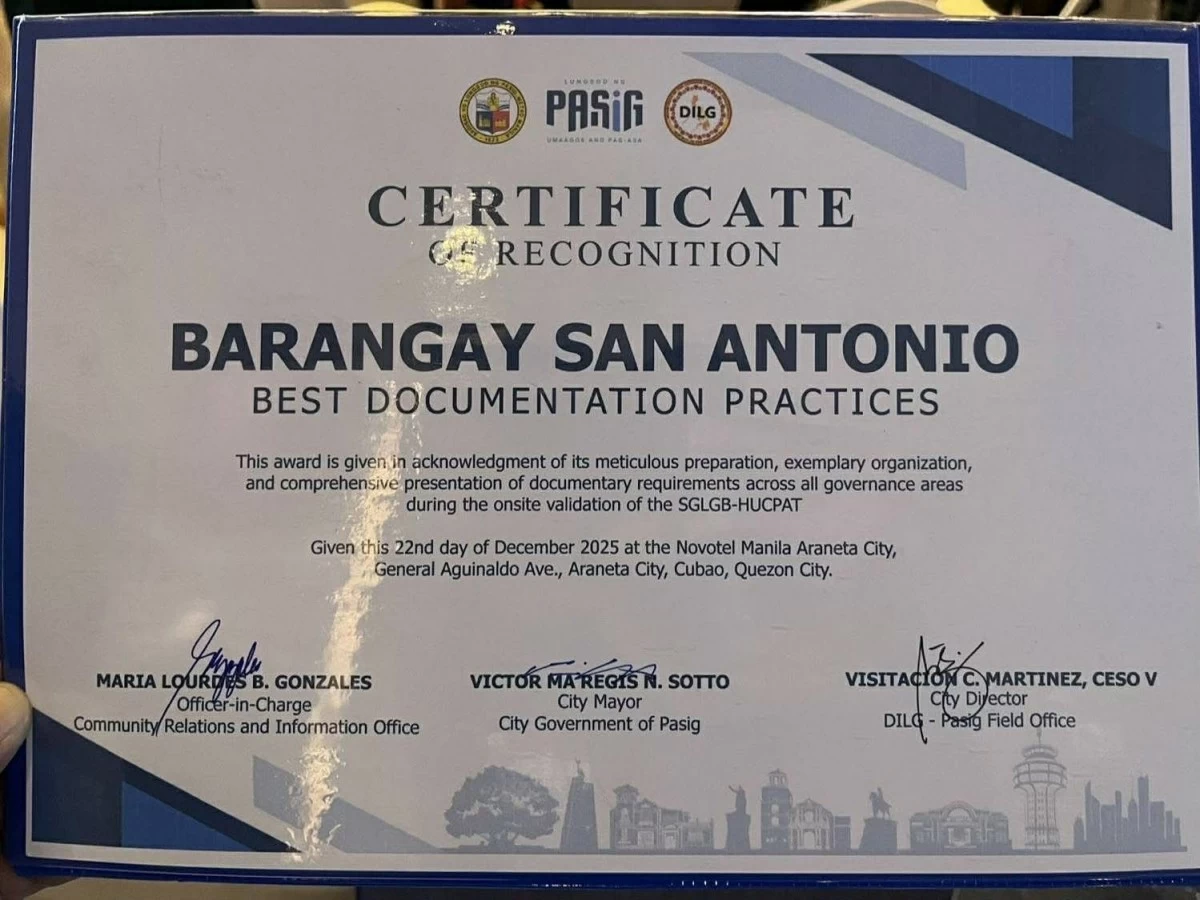 LUNGSOD NG
PASiG
UMAAGOS ANG PAG-ASA
DILG
CERTIFICATE
OF RECOGNITION
BARANGAY SAN ANTONIO
BEST DOCUMENTATION PRACTICES
This award is given in acknowledgment of its meticulous preparation, exemplary organization,
and comprehensive presentation of documentary requirements across all governance areas
during the onsite validation of the SGLGB-HUCPAT
Given this 22nd day of December 2025 at the Novotel Manila Araneta City,
General Aguinaldo Ave., Araneta City, Cubao, Quezon City.
MARIA LOURDES B. GONZALES
Officer-in-Charge
Community Relations and Information Office
VICTOR MA REGIS N. SOTTO
City Mayor
City Government of Pasig
VISITACION C. MARTINEZ, CESO V
City Director
DILG - Pasig Field Office